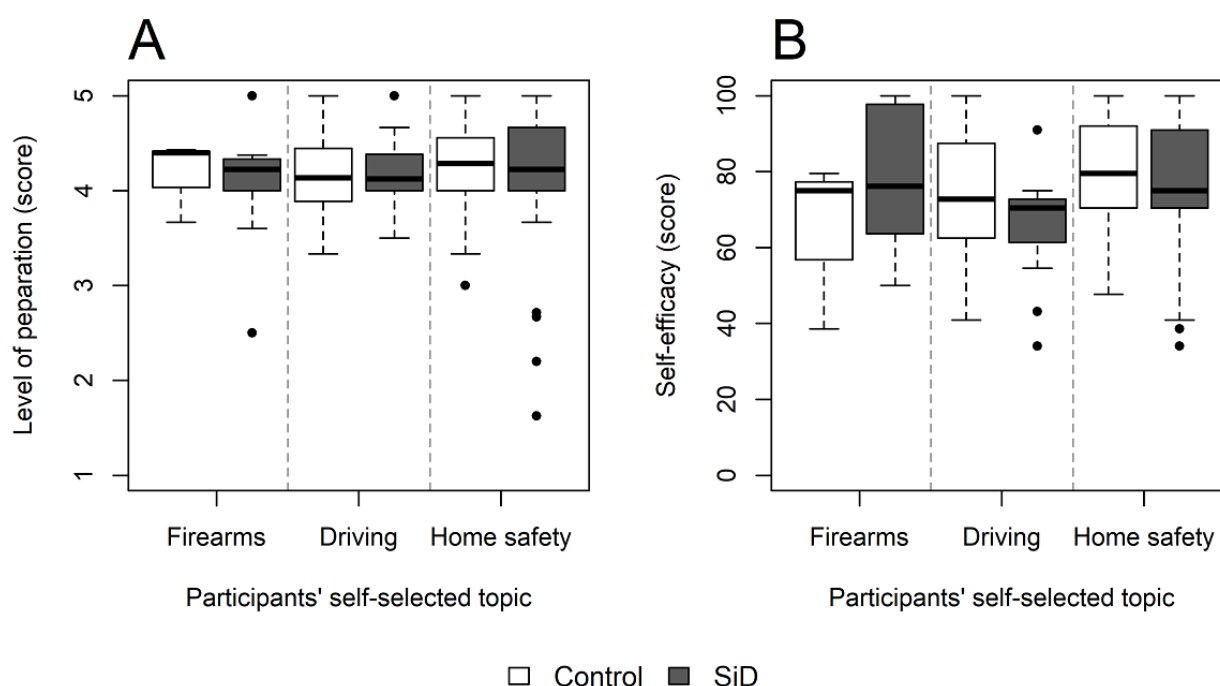 A
B
Level of peparation (score)
5
4
3
2
1
Firearms Driving Home safety
Participants' self-selected topic
Self-efficacy (score)
100
80
60
40
20
0
Firearms Driving Home safety
Participants' self-selected topic
Control SiD